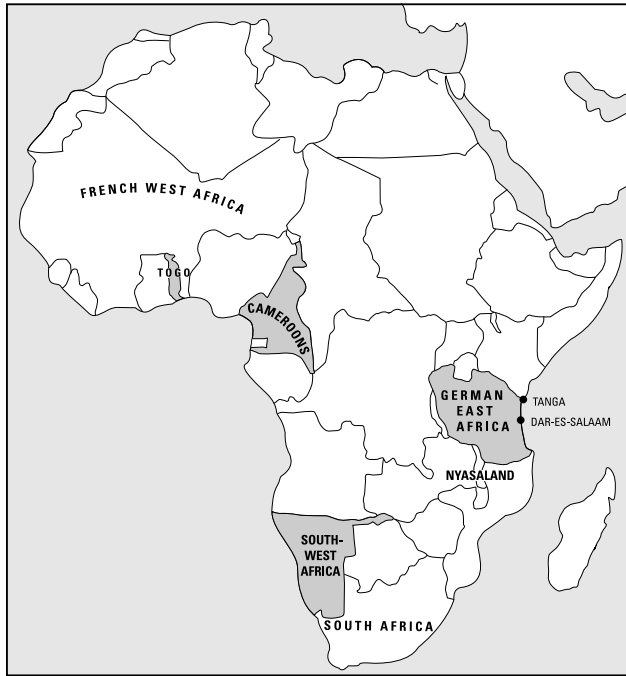 FRENCH WEST AFRICA
TOGO
CAMEROONS
GERMAN
EAST
AFRICA
TANGA
DAR-ES-SALAAM
NYASALAND
SOUTH-
WEST
AFRICA
SOUTH AFRICA